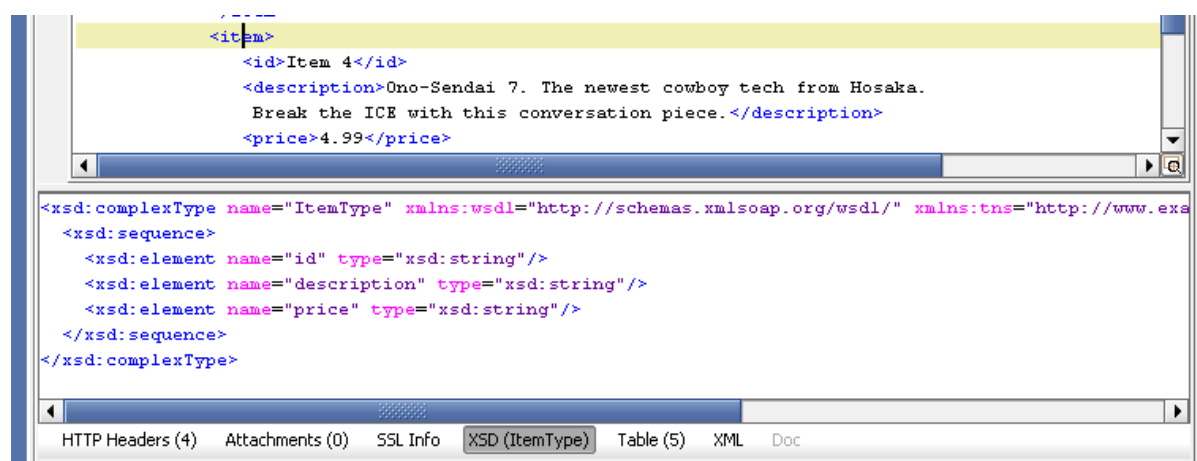 <item>
<id>Item 4</id>
<description>Ono-Sendai 7. The newest cowboy tech from Hosaka.
Break the ICE with this conversation piece.</description>
<price>4.99</price>
<xsd:complexType name="ItemType" xmlns:wsdl="http://schemas.xmlsoap.org/wsdl/" xmlns:tns="http://www.exa
<xsd:sequence>
<xsd:element name="id" type="xsd:string"/>
<xsd:element name="description" type="xsd:string"/>
<xsd:element name="price" type="xsd:string"/>
</xsd:sequence>
</xsd:complexType>
HTTP Headers (4) Attachments (0) SSL Info XSD (ItemType) Table (5) XML Doc